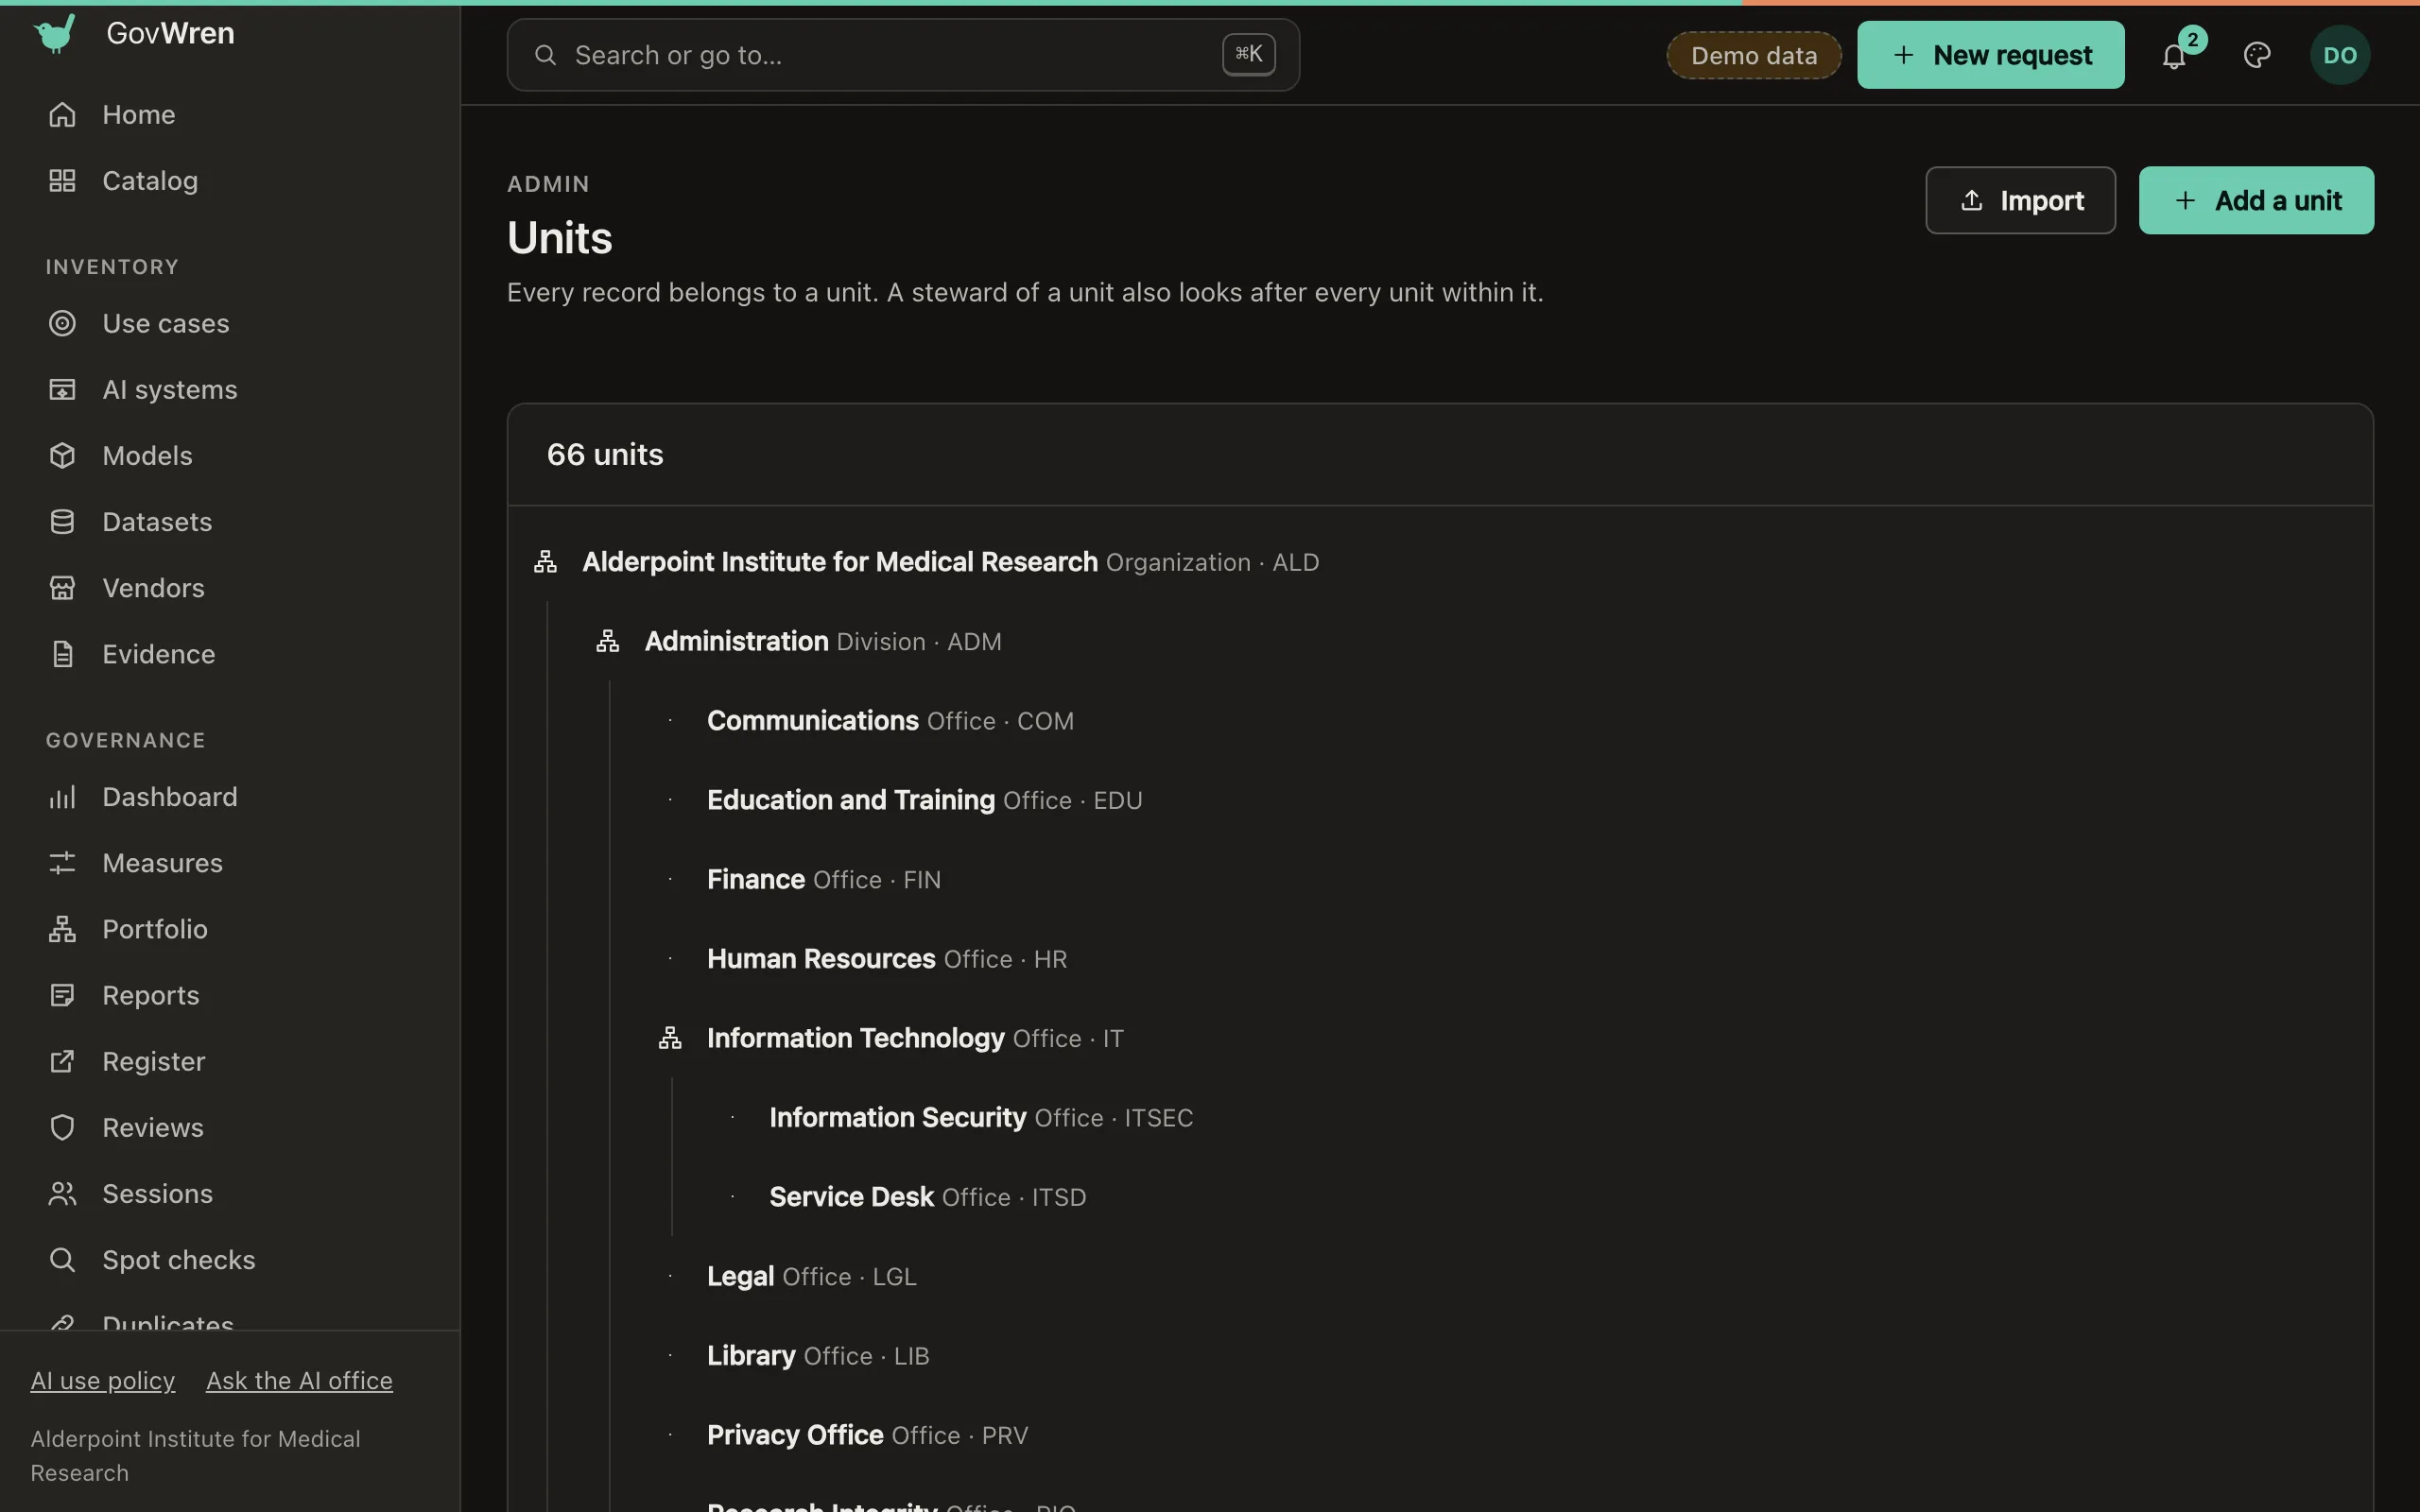 GovWren
Search or go to...
⌘K
Demo data
+ New request
2
DO
Home
Catalog
INVENTORY
Use cases
AI systems
Models
Datasets
Vendors
Evidence
GOVERNANCE
Dashboard
Measures
Portfolio
Reports
Register
Reviews
Sessions
Spot checks
Duplicates
AI use policy
Ask the AI office
Alderpoint Institute for Medical
Research
ADMIN
Units
Every record belongs to a unit. A steward of a unit also looks after every unit within it.
Import
+ Add a unit
66 units
Alderpoint Institute for Medical Research Organization · ALD
Administration Division · ADM
Communications Office · COM
Education and Training Office · EDU
Finance Office · FIN
Human Resources Office · HR
Information Technology Office · IT
Information Security Office · ITSEC
Service Desk Office · ITSD
Legal Office · LGL
Library Office · LIB
Privacy Office Office · PRV
Research Integrity Office